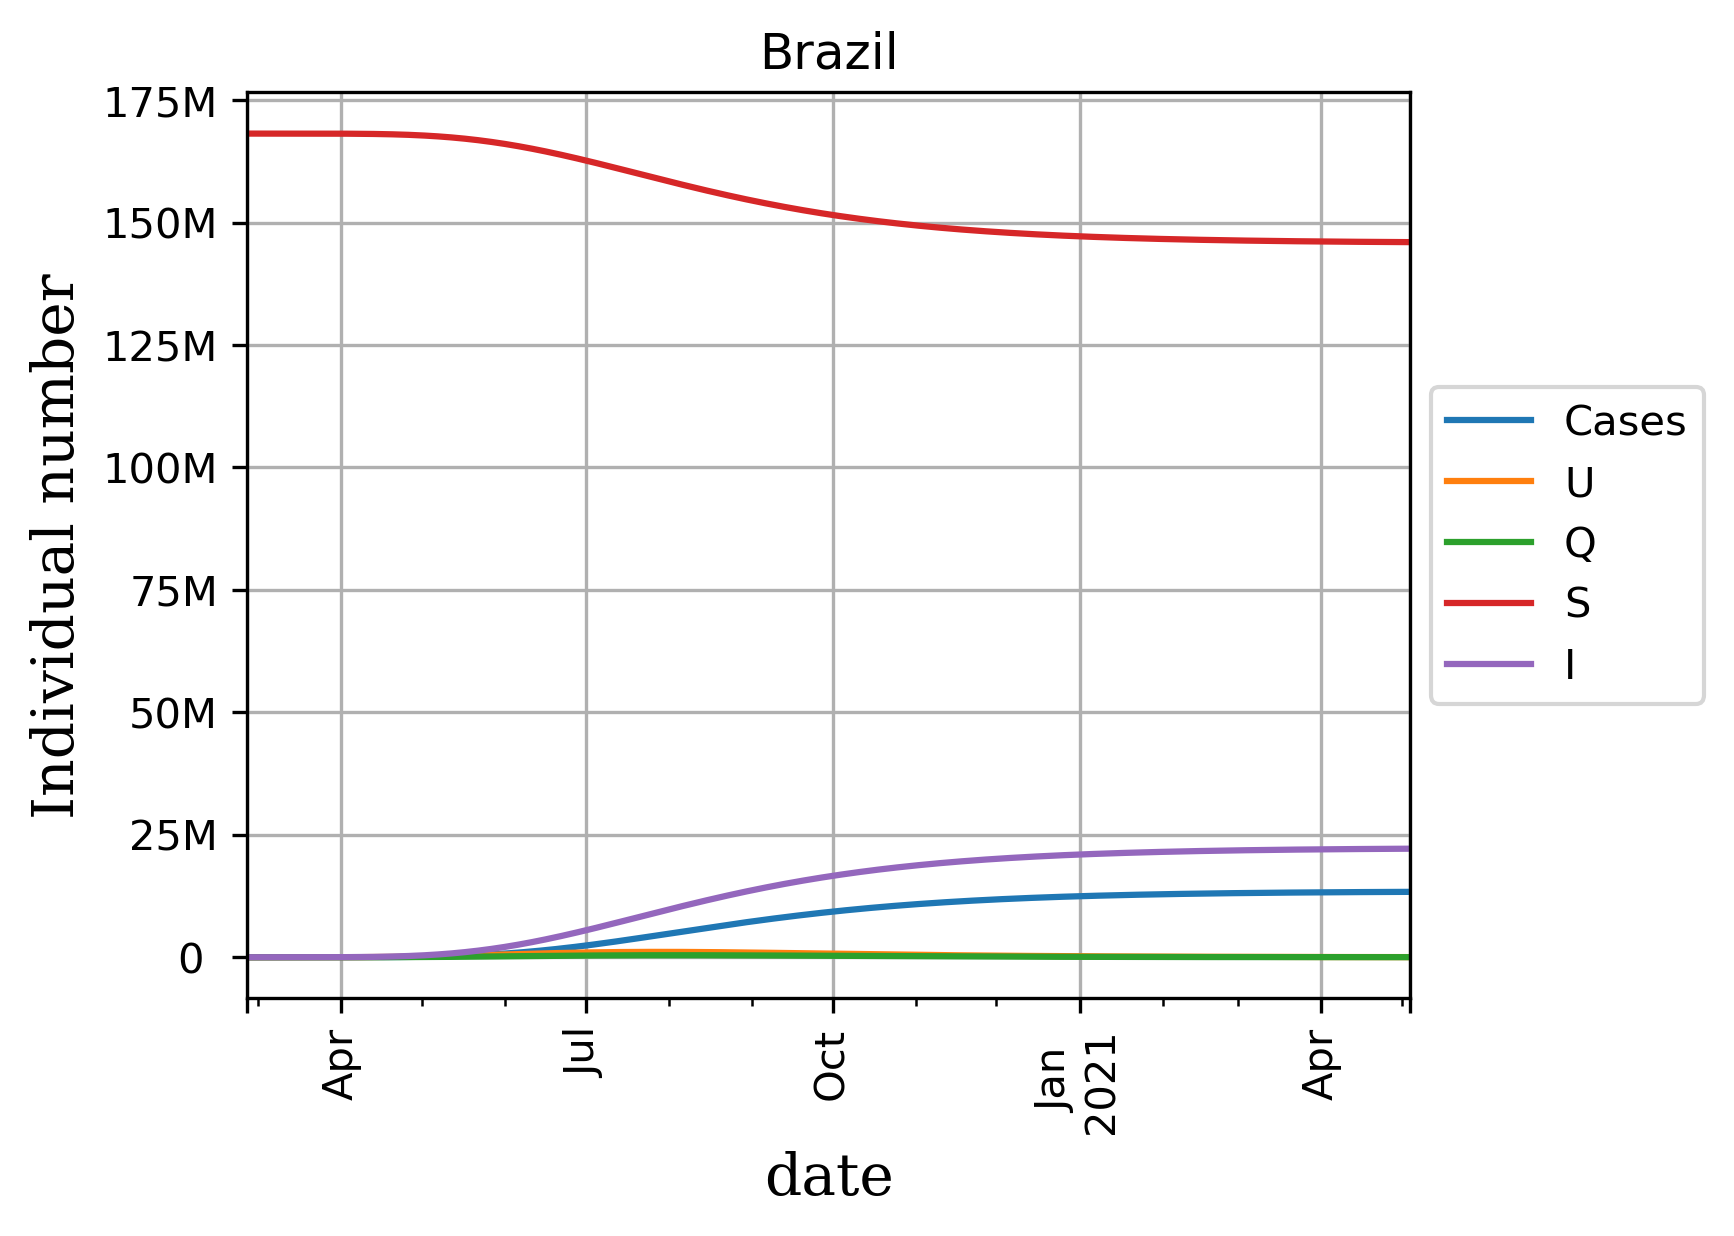 Brazil
175M
150M
125M
100M
75M
50M
25M
0
Individual number
Apr
Jul
Oct
Jan
2021
Apr
date
Cases
U
Q
S
I